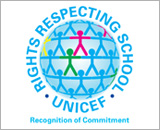 RIGHTS RESPECTING SCHOOL
· UNICEF ·
Recognition of Commitment